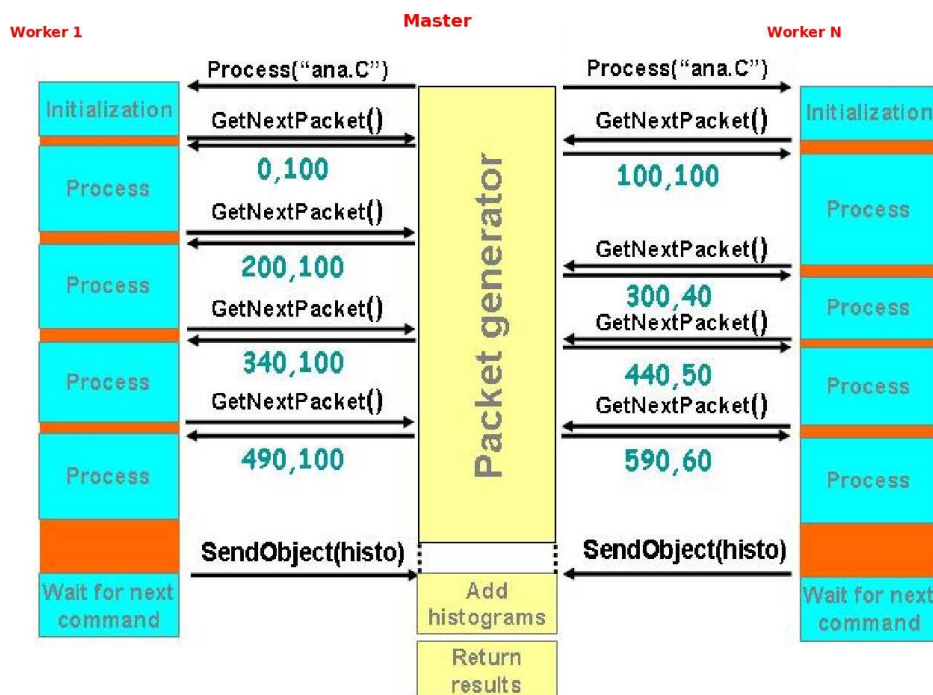 Master
Worker 1
Worker N
Process("ana.C")
Process("ana.C")
Initialization
Initialization
GetNextPacket()
GetNextPacket()
0,100
100,100
Process
Process
GetNextPacket()
GetNextPacket()
200,100
300,40
Process
Process
GetNextPacket()
GetNextPacket()
340,100
440,50
Process
Process
GetNextPacket()
GetNextPacket()
490,100
590,60
Process
Process
Packet generator
SendObject(histo)
SendObject(histo)
Wait for next
command
Add
histograms
Wait for next
command
Return
results